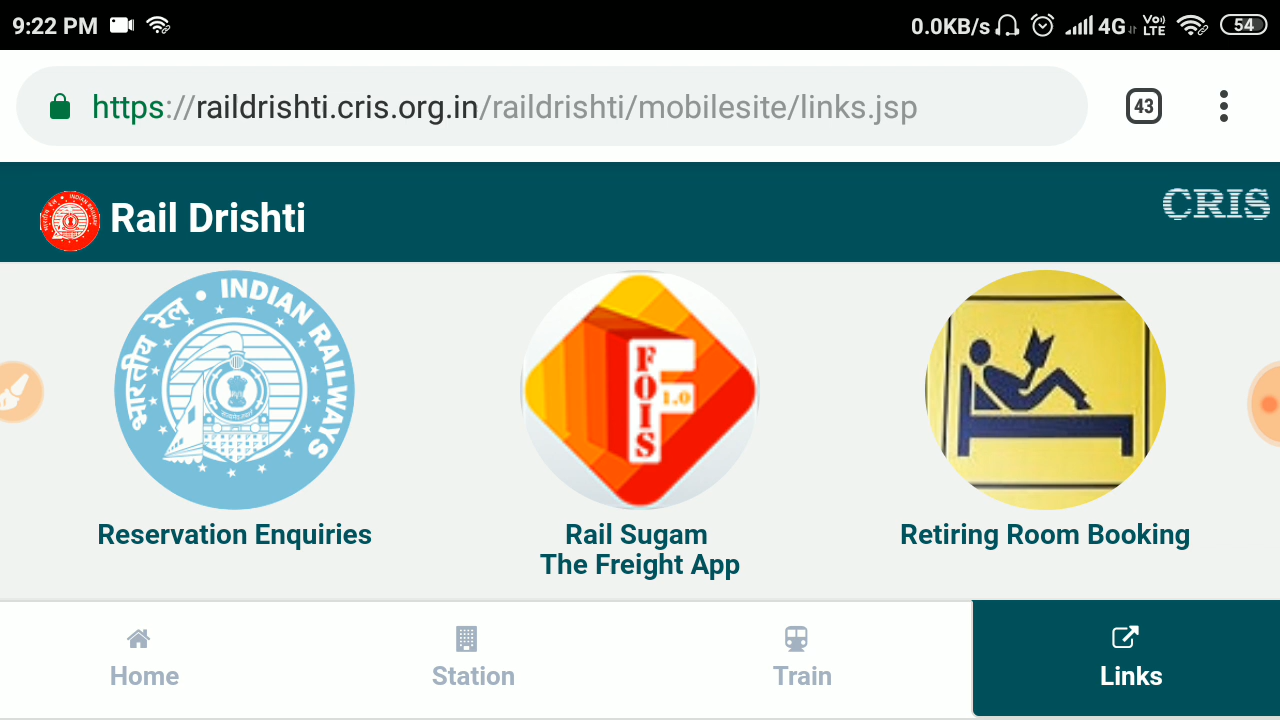 9:22 PM 0.0KB/s 4G VoLTE 54
https://raildrishti.cris.org.in/raildrishti/mobilesite/links.jsp 43
Rail Drishti CRIS
भारतीय रेल • INDIAN RAILWAYS
FOIS 1.0
Reservation Enquiries
Rail Sugam
The Freight App
Retiring Room Booking
Home Station Train Links